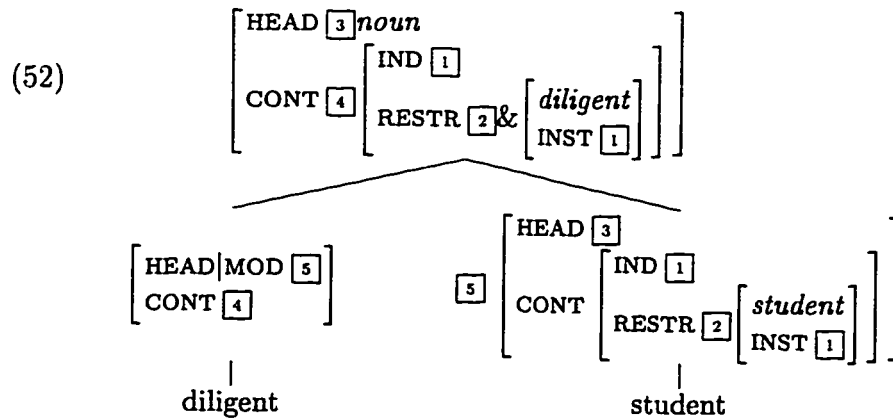 (52)
HEAD 3 noun
CONT 4
IND 1
RESTR 2 &
diligent
INST 1
HEAD|MOD 5
CONT 4
5
HEAD 3
CONT
IND 1
RESTR 2
student
INST 1
diligent
student